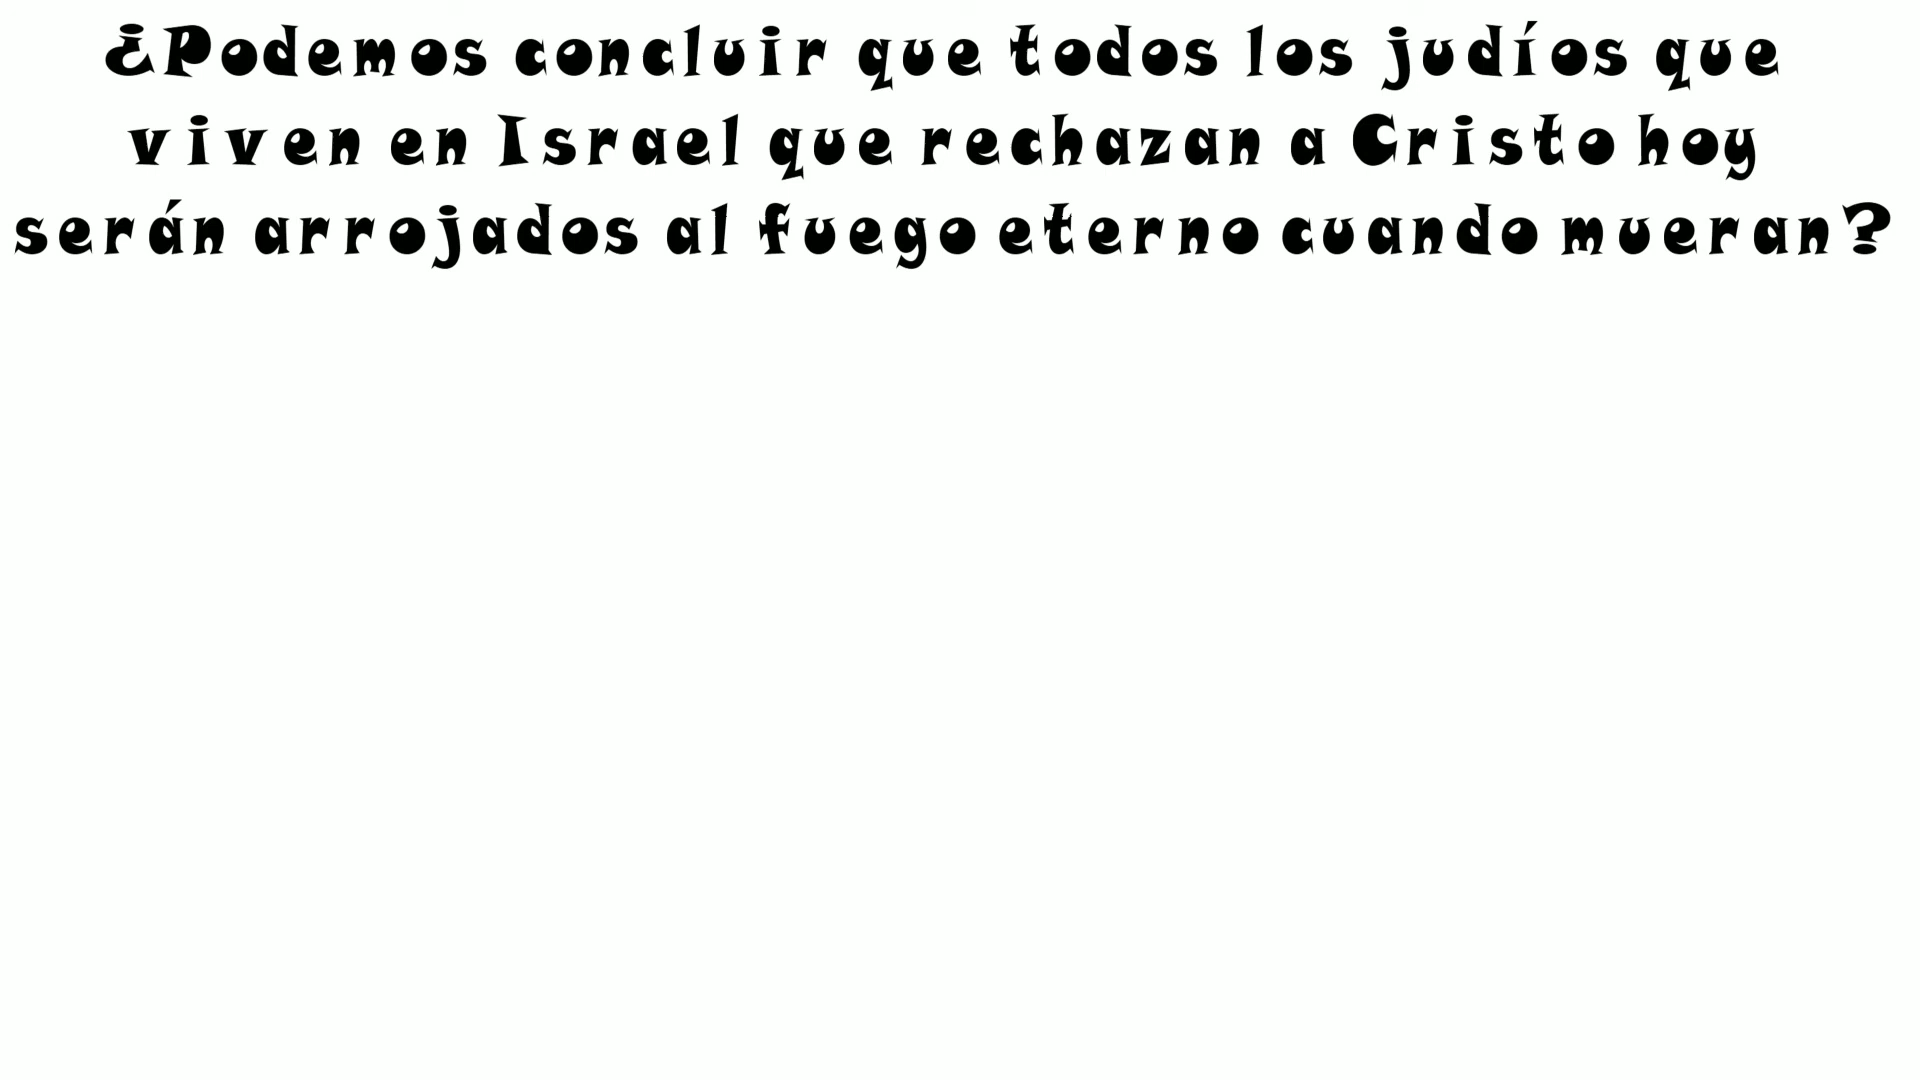 ¿Podemos concluir que todos los judíos que
viven en Israel que rechazan a Cristo hoy
serán arrojados al fuego eterno cuando mueran?